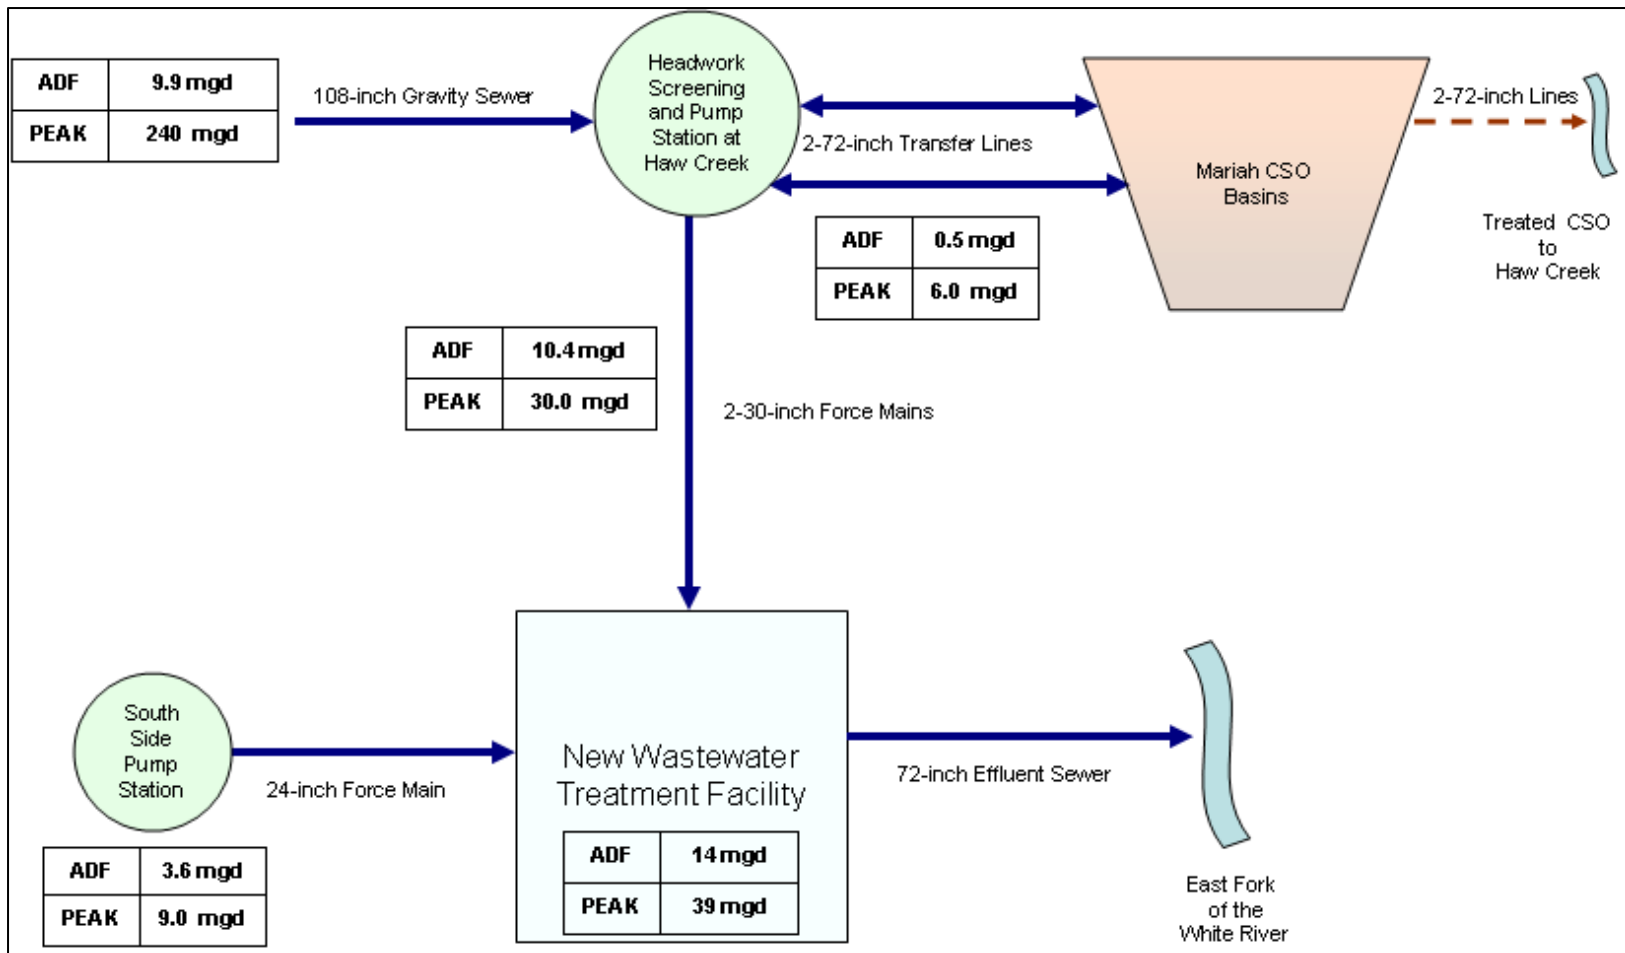 ADF 9.9 mgd
PEAK 240 mgd
108-inch Gravity Sewer
Headwork
Screening
and Pump
Station at
Haw Creek
2-72-inch Transfer Lines
ADF 0.5 mgd
PEAK 6.0 mgd
Mariah CSO
Basins
2-72-inch Lines
Treated CSO
to
Haw Creek
ADF 10.4 mgd
PEAK 30.0 mgd
2-30-inch Force Mains
South
Side
Pump
Station
24-inch Force Main
ADF 3.6 mgd
PEAK 9.0 mgd
New Wastewater
Treatment Facility
ADF 14 mgd
PEAK 39 mgd
72-inch Effluent Sewer
East Fork
of the
White River